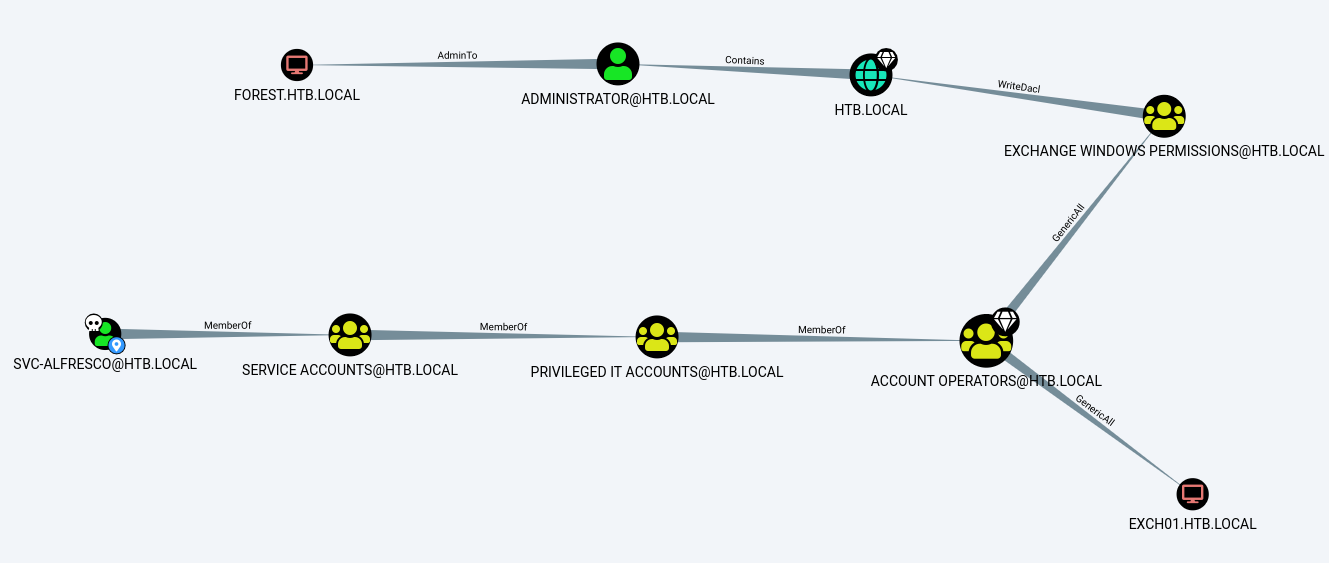 AdminTo
Contains
FOREST.HTB.LOCAL
ADMINISTRATOR@HTB.LOCAL
HTB.LOCAL
WriteDacl
EXCHANGE WINDOWS PERMISSIONS@HTB.LOCAL
GenericAll
MemberOf
MemberOf
MemberOf
SVC-ALFRESCO@HTB.LOCAL
SERVICE ACCOUNTS@HTB.LOCAL
PRIVILEGED IT ACCOUNTS@HTB.LOCAL
ACCOUNT OPERATORS@HTB.LOCAL
GenericAll
EXCH01.HTB.LOCAL